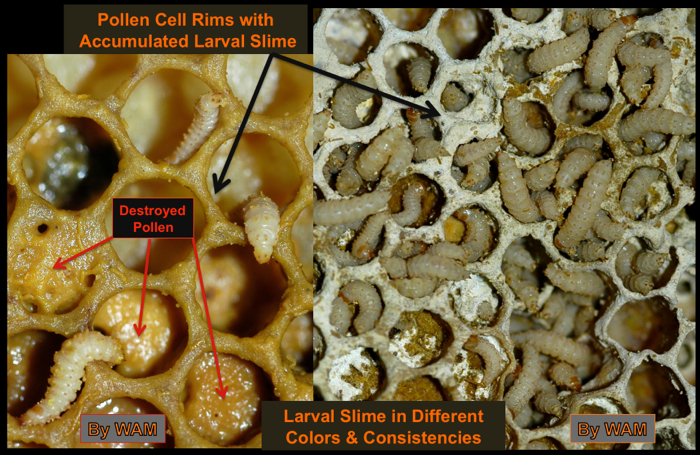 Pollen Cell Rims with
Accumulated Larval Slime
Destroyed
Pollen
Larval Slime in Different
Colors & Consistencies
By WAM
By WAM